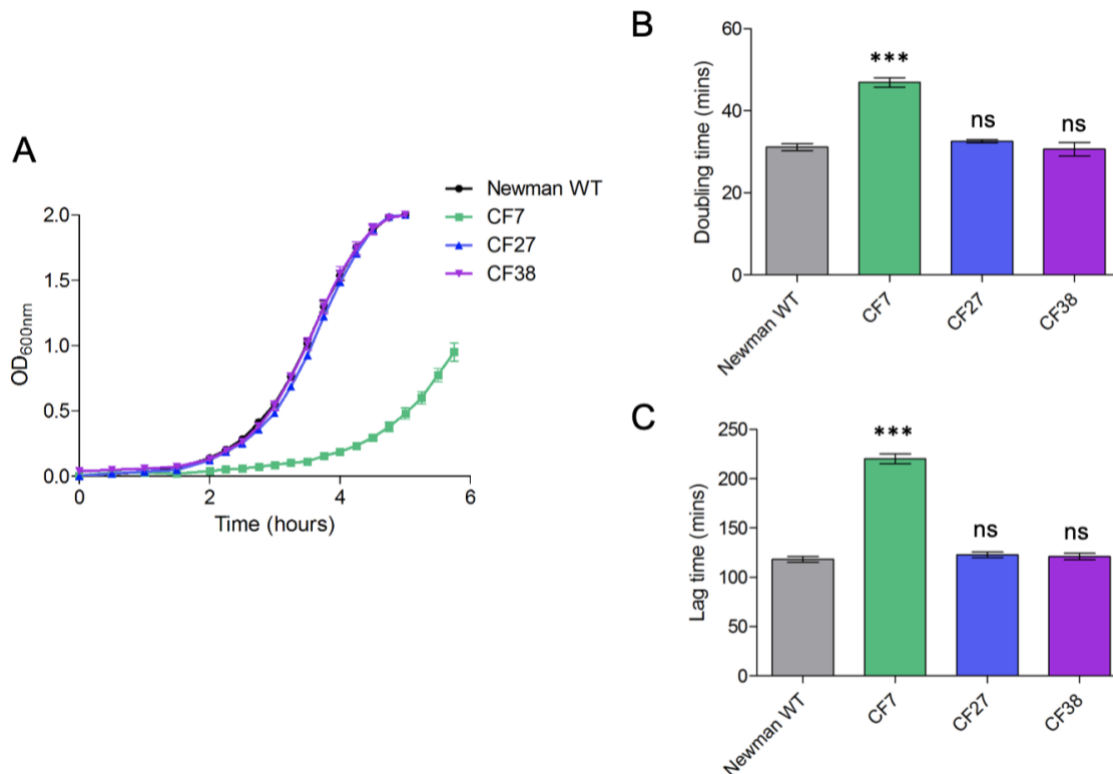 A
OD600nm
2.0
1.5
1.0
0.5
0.0
0 2 4 6
Time (hours)
Newman WT
CF7
CF27
CF38
B
Doubling time (mins)
60
40
20
0
***
ns
ns
Newman WT
CF7
CF27
CF38
C
Lag time (mins)
250
200
150
100
50
0
***
ns
ns
Newman WT
CF7
CF27
CF38